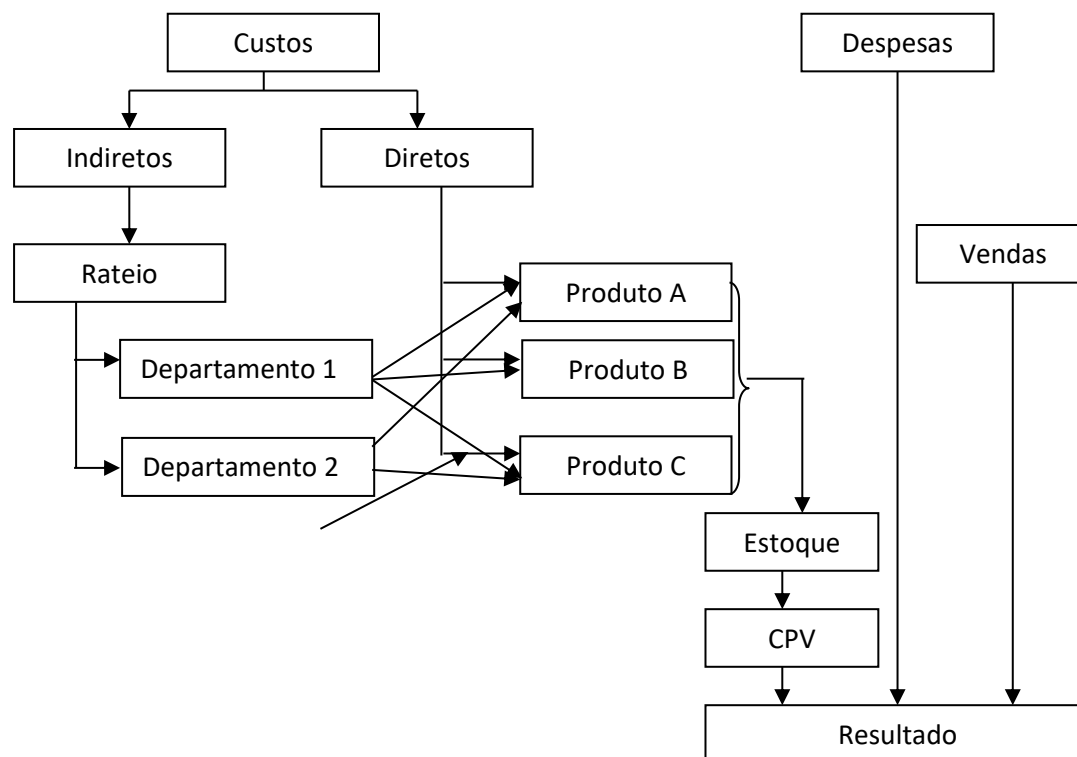 Custos
Despesas
Indiretos
Diretos
Vendas
Rateio
Produto A
Departamento 1
Produto B
Departamento 2
Produto C
Estoque
CPV
Resultado